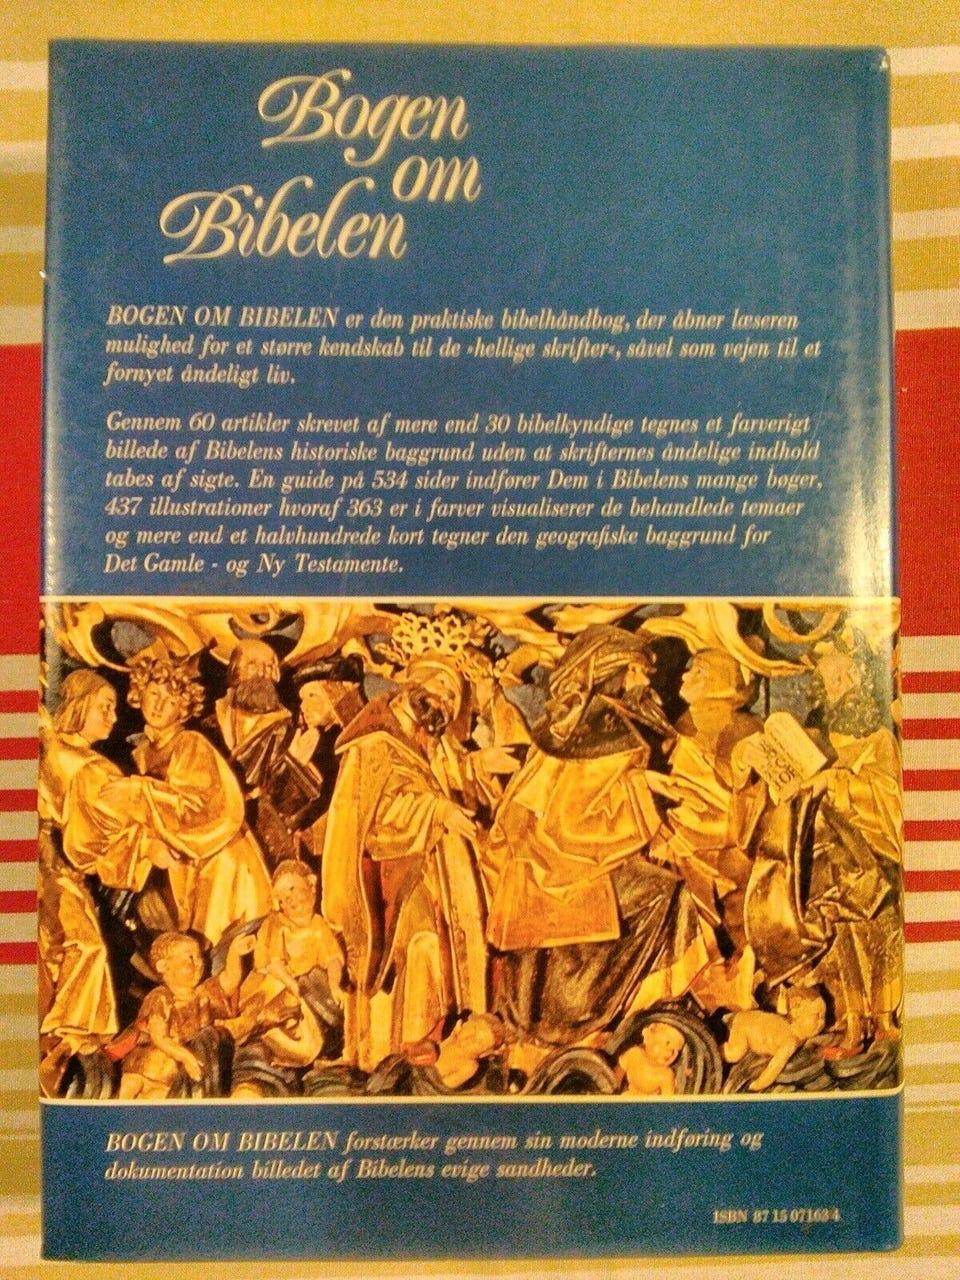 Bogen
om
Bibelen
BOGEN OM BIBELEN er den praktiske bibelhåndbog, der åbner læseren
mulighed for et større kendskab til de »hellige skrifter«, såvel som vejen til et
fornyet åndeligt liv.
Gennem 60 artikler skrevet af mere end 30 bibelkyndige tegnes et farverigt
billede af Bibelens historiske baggrund uden at skrifternes åndelige indhold
tabes af sigte. En guide på 534 sider indfører Dem i Bibelens mange bøger,
437 illustrationer hvoraf 363 er i farver visualiserer de behandlede temaer
og mere end et halvhundrede kort tegner den geografiske baggrund for
Det Gamle - og Ny Testamente.
BOGEN OM BIBELEN forstærker gennem sin moderne indføring og
dokumentation billedet af Bibelens evige sandheder.
ISBN 87 15 07163 4